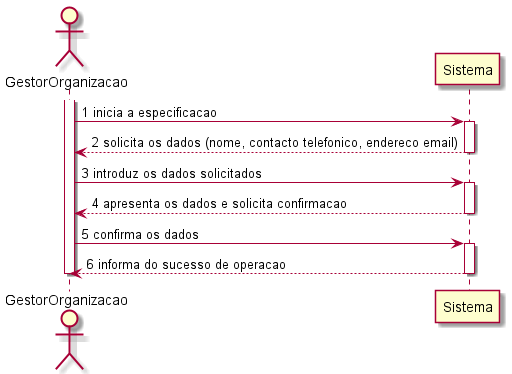 GestorOrganizacao
Sistema
1 inicia a especificacao
2 solicita os dados (nome, contacto telefonico, endereco email)
3 introduz os dados solicitados
4 apresenta os dados e solicita confirmacao
5 confirma os dados
6 informa do sucesso de operacao
GestorOrganizacao
Sistema